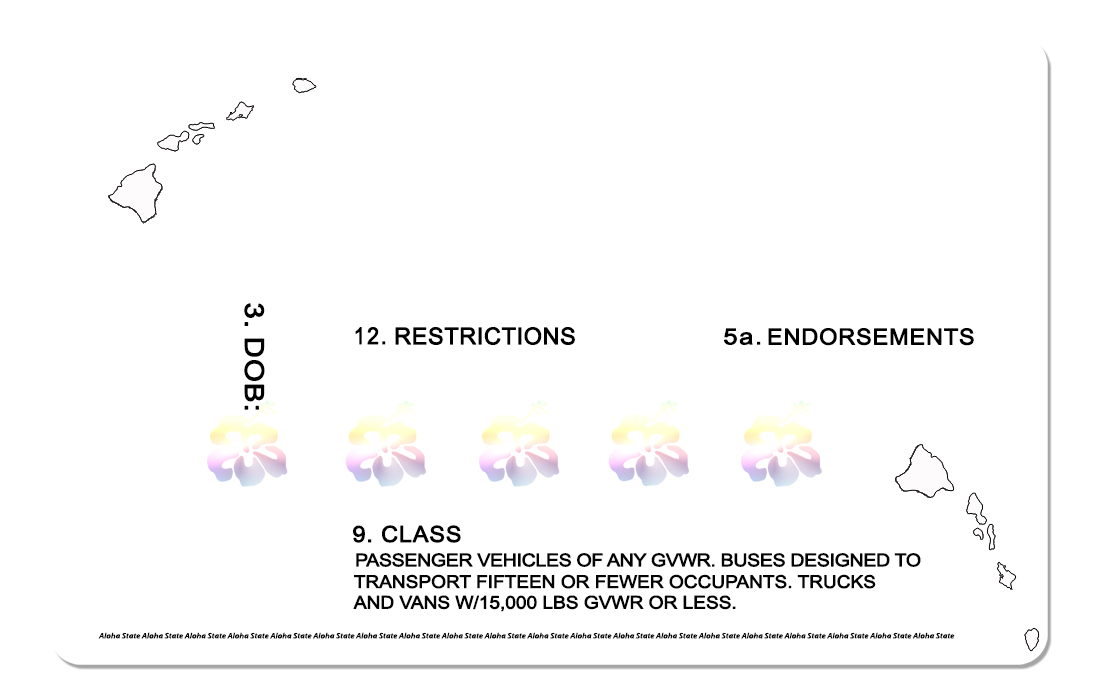 3. DOB:
12. RESTRICTIONS
5a. ENDORSEMENTS
9. CLASS
PASSENGER VEHICLES OF ANY GVWR. BUSES DESIGNED TO
TRANSPORT FIFTEEN OR FEWER OCCUPANTS. TRUCKS
AND VANS W/15,000 LBS GVWR OR LESS.
Aloha State Aloha State Aloha State Aloha State Aloha State Aloha State Aloha State Aloha State Aloha State Aloha State Aloha State Aloha State Aloha State Aloha State Aloha State Aloha State Aloha State Aloha State Aloha State Aloha State